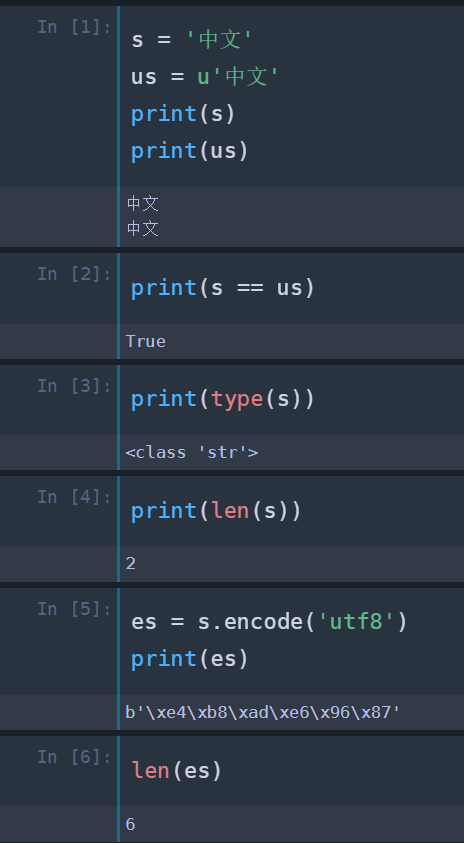 In [1]:
s = '中文'
us = u'中文'
print(s)
print(us)
中文
中文
In [2]:
print(s == us)
True
In [3]:
print(type(s))
<class 'str'>
In [4]:
print(len(s))
2
In [5]:
es = s.encode('utf8')
print(es)
b'\xe4\xb8\xad\xe6\x96\x87'
In [6]:
len(es)
6